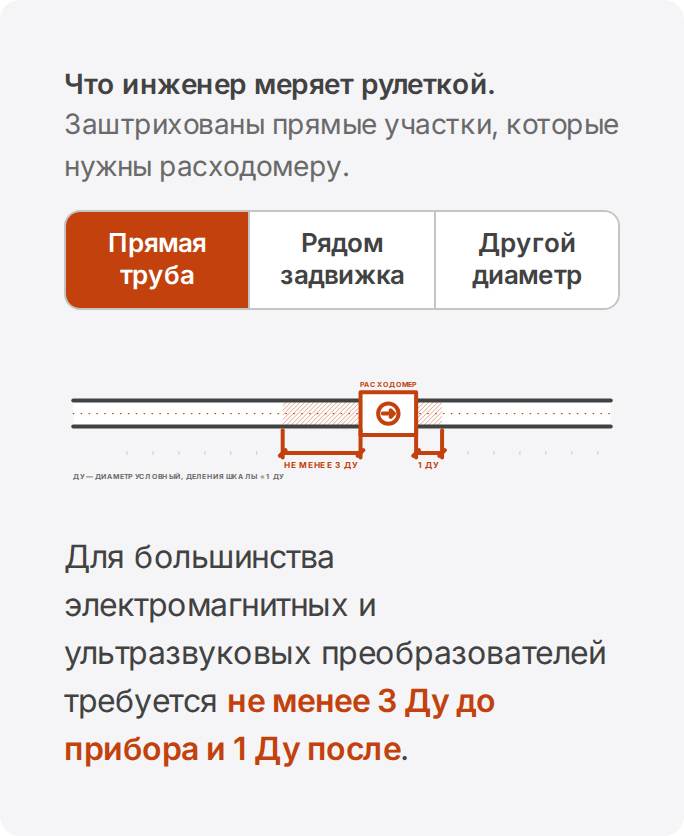 Что инженер меряет рулеткой.
Заштрихованы прямые участки, которые
нужны расходомеру.
Прямая
труба
Рядом
задвижка
Другой
диаметр
РАСХОДОМЕР
НЕ МЕНЕЕ 3 ДУ
1 ДУ
ДУ — ДИАМЕТР УСЛОВНЫЙ, ДЕЛЕНИЯ ШКАЛЫ = 1 ДУ
Для большинства
электромагнитных и
ультразвуковых преобразователей
требуется не менее 3 Ду до
прибора и 1 Ду после.